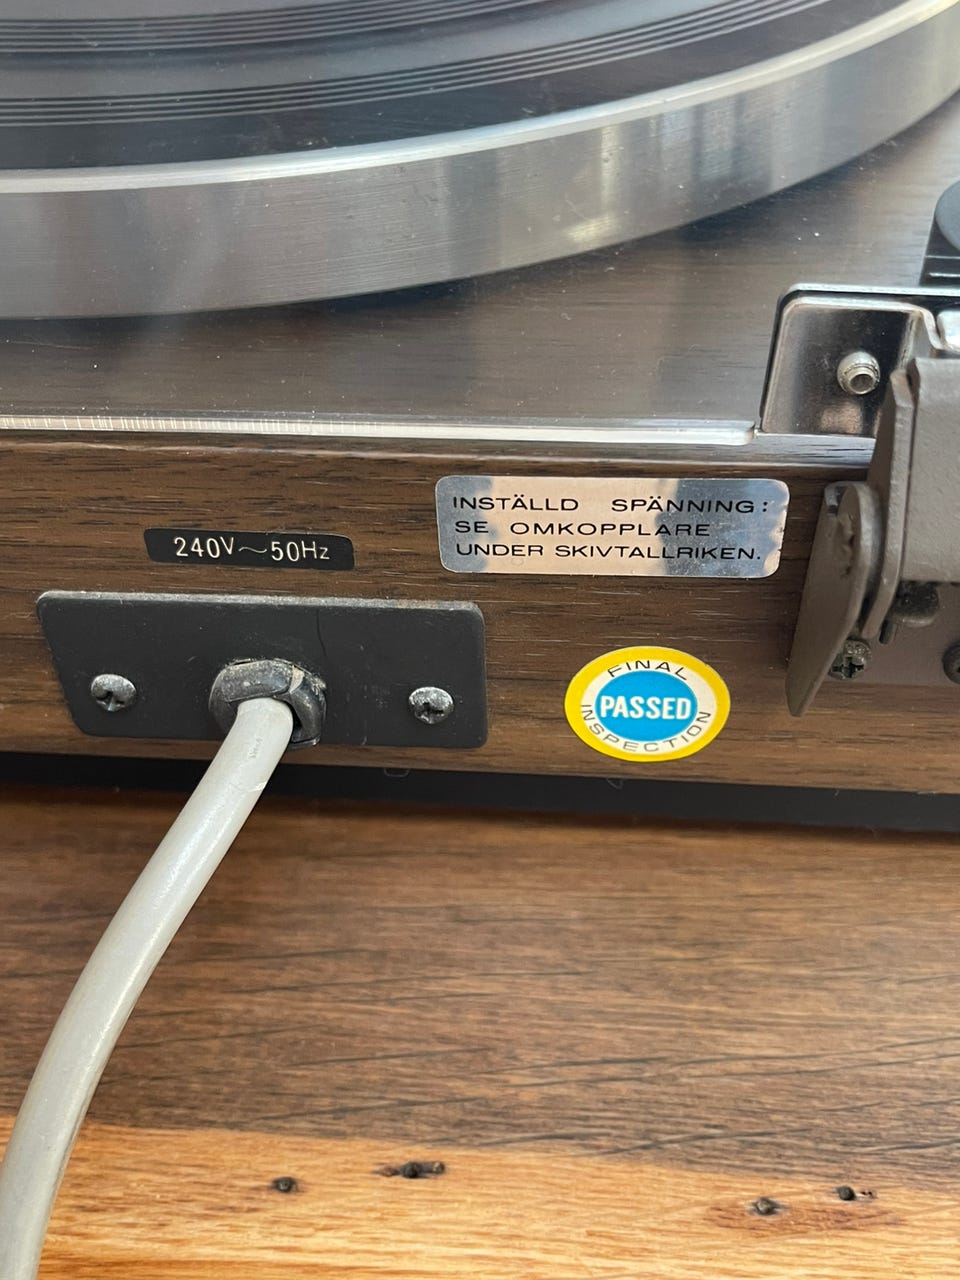 240V～50Hz
INSTÄLLD SPÄNNING:
SE OMKOPPLARE
UNDER SKIVTALLRIKEN.
FINAL
PASSED
INSPECTION